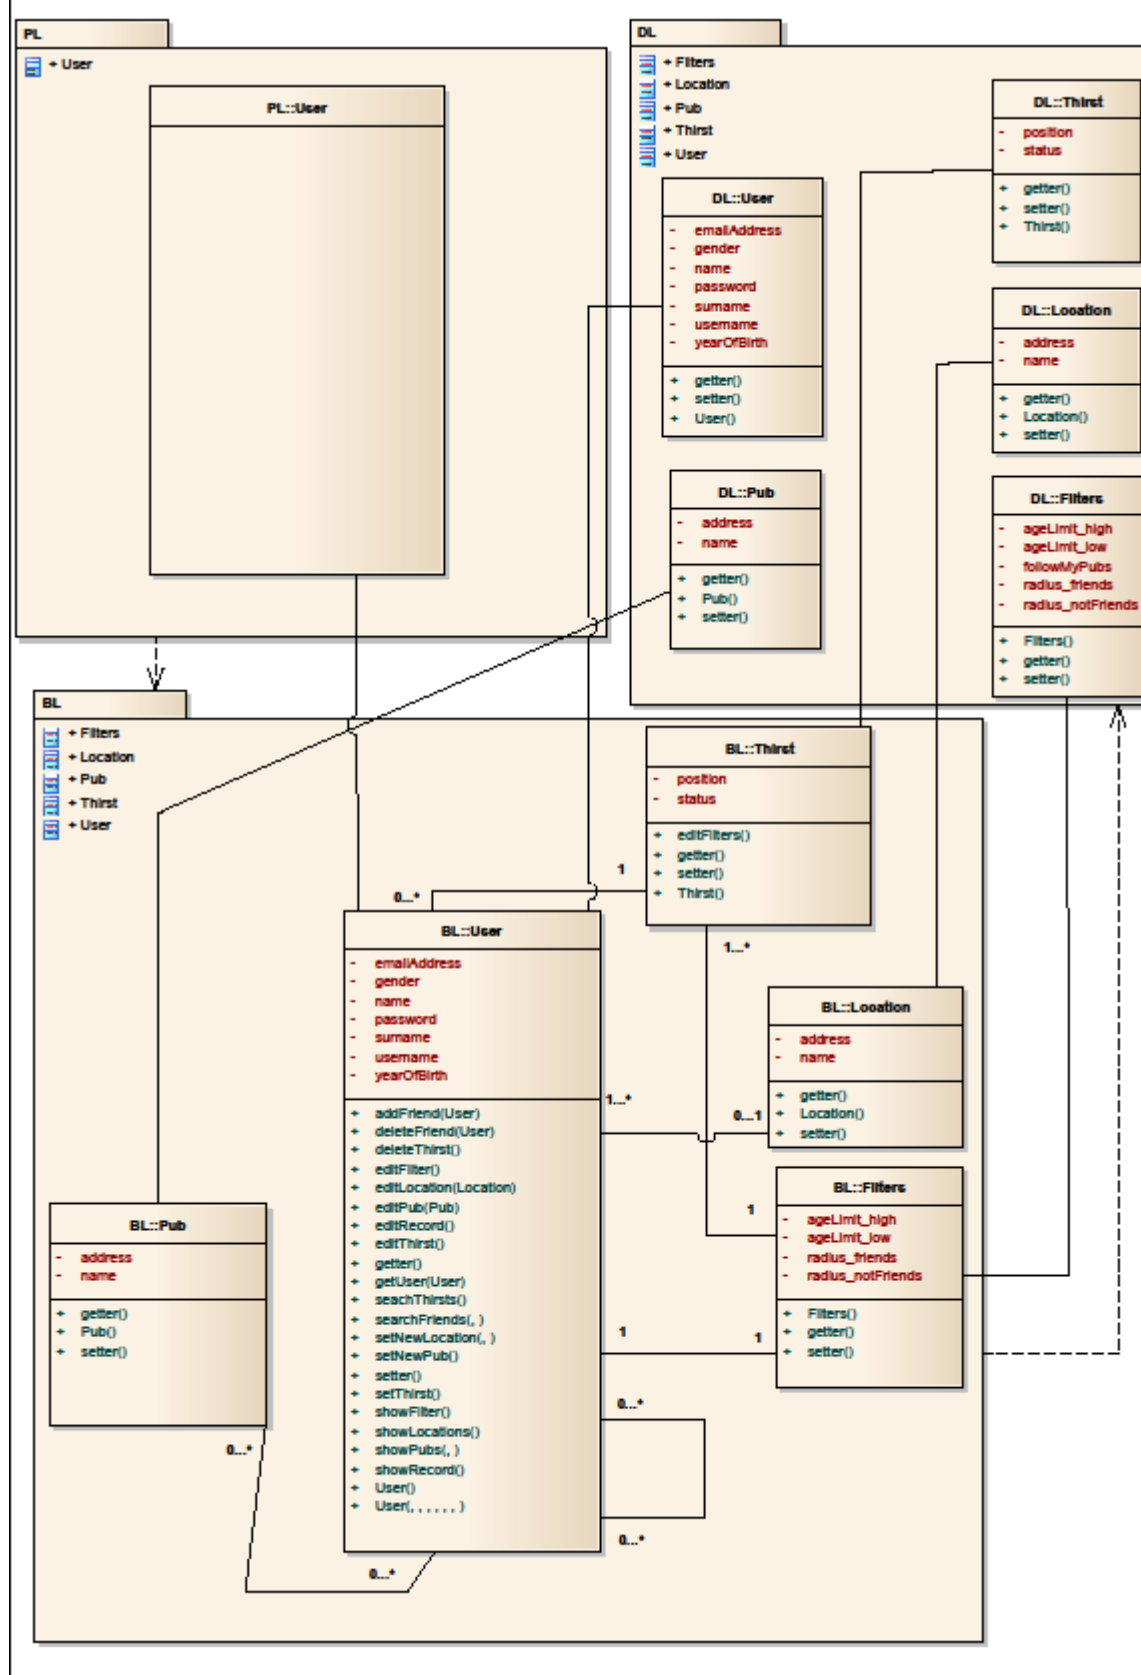 PL
+ User
PL::User
DL
+ Filters
+ Location
+ Pub
+ Thirst
+ User
DL::User
- emailAddress
- gender
- name
- password
- surname
- username
- yearOfBirth
+ getter()
+ setter()
+ User()
DL::Pub
- address
- name
+ getter()
+ Pub()
+ setter()
DL::Thirst
- position
- status
+ getter()
+ setter()
+ Thirst()
DL::Location
- address
- name
+ getter()
+ Location()
+ setter()
DL::Filters
- ageLimit_high
- ageLimit_low
- followMyPubs
- radius_friends
- radius_notFriends
+ Filters()
+ getter()
+ setter()
BL
+ Filters
+ Location
+ Pub
+ Thirst
+ User
BL::Thirst
- position
- status
+ editFilters()
+ getter()
+ setter()
+ Thirst()
1
0...*
1...*
BL::User
- emailAddress
- gender
- name
- password
- surname
- username
- yearOfBirth
+ addFriend(User)
+ deleteFriend(User)
+ deleteThirst()
+ editFilter()
+ editLocation(Location)
+ editPub(Pub)
+ editRecord()
+ editThirst()
+ getter()
+ getUser(User)
+ seachThirsts()
+ searchFriends(, )
+ setNewLocation(, )
+ setNewPub()
+ setter()
+ setThirst()
+ showFilter()
+ showLocations()
+ showPubs(, )
+ showRecord()
+ User()
+ User(, , , , , , )
BL::Location
- address
- name
+ getter()
+ Location()
+ setter()
1...*
0...1
BL::Filters
- ageLimit_high
- ageLimit_low
- radius_friends
- radius_notFriends
+ Filters()
+ getter()
+ setter()
1
1
1
0...*
0...*
BL::Pub
- address
- name
+ getter()
+ Pub()
+ setter()
0...*
0...*